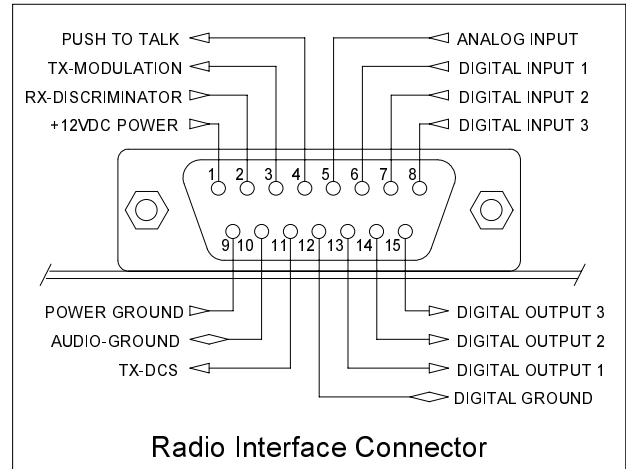 PUSH TO TALK
ANALOG INPUT
TX-MODULATION
DIGITAL INPUT 1
RX-DISCRIMINATOR
DIGITAL INPUT 2
+12VDC POWER
DIGITAL INPUT 3
1 2 3 4 5 6 7 8
9 10 11 12 13 14 15
POWER GROUND
DIGITAL OUTPUT 3
AUDIO-GROUND
DIGITAL OUTPUT 2
TX-DCS
DIGITAL OUTPUT 1
DIGITAL GROUND
Radio Interface Connector